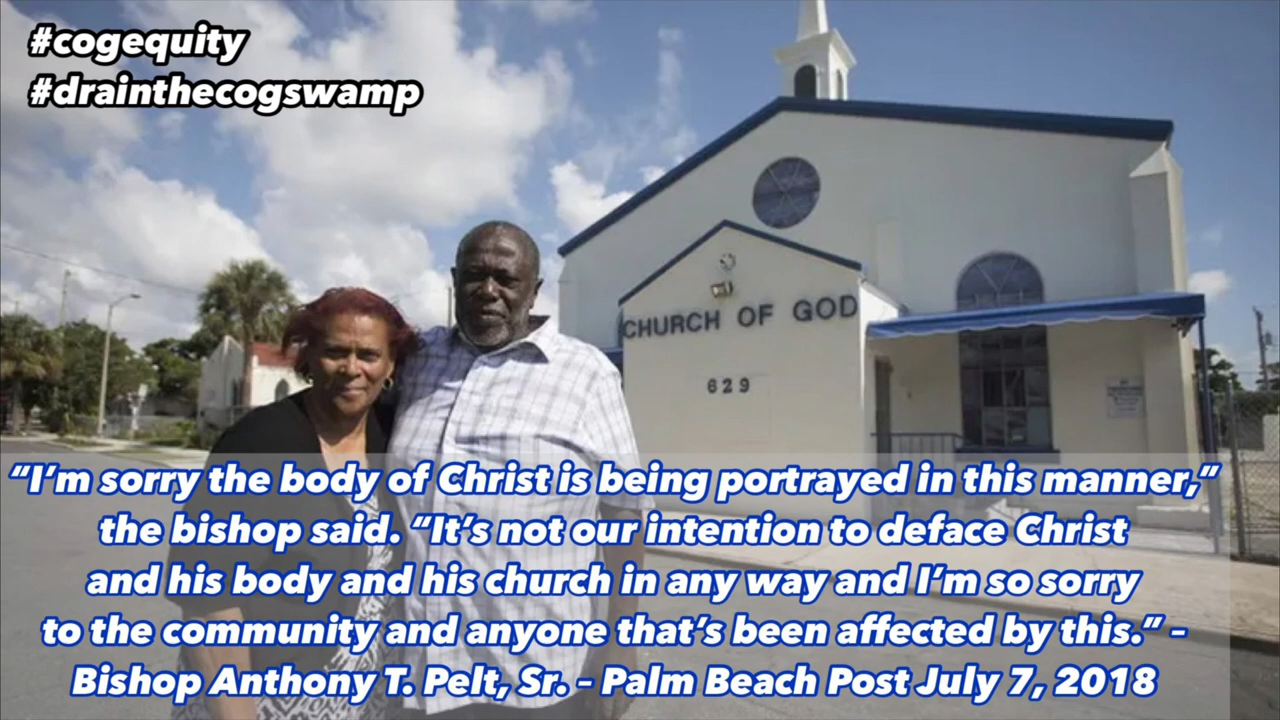 #cogequity
#drainthecogswamp
CHURCH OF GOD
629
“I’m sorry the body of Christ is being portrayed in this manner,”
the bishop said. “It’s not our intention to deface Christ
and his body and his church in any way and I’m so sorry
to the community and anyone that’s been affected by this.” -
Bishop Anthony T. Pelt, Sr. - Palm Beach Post July 7, 2018